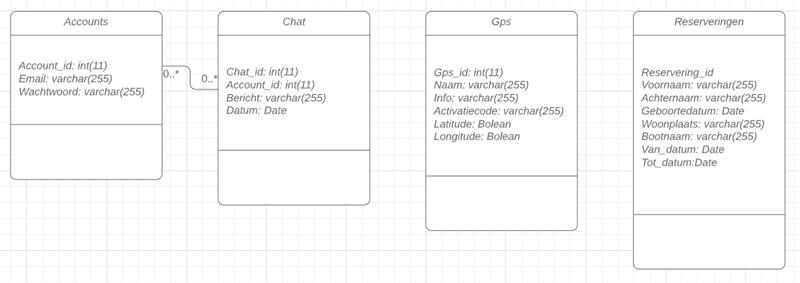 Accounts
Account_id: int(11)
Email: varchar(255)
Wachtwoord: varchar(255)
0..*
0..*
Chat
Chat_id: int(11)
Account_id: int(11)
Bericht: varchar(255)
Datum: Date
Gps
Gps_id: int(11)
Naam: varchar(255)
Info: varchar(255)
Activatiecode: varchar(255)
Latitude: Bolean
Longitude: Bolean
Reserveringen
Reservering_id
Voornaam: varchar(255)
Achternaam: varchar(255)
Geboortedatum: Date
Woonplaats: varchar(255)
Bootnaam: varchar(255)
Van_datum: Date
Tot_datum:Date